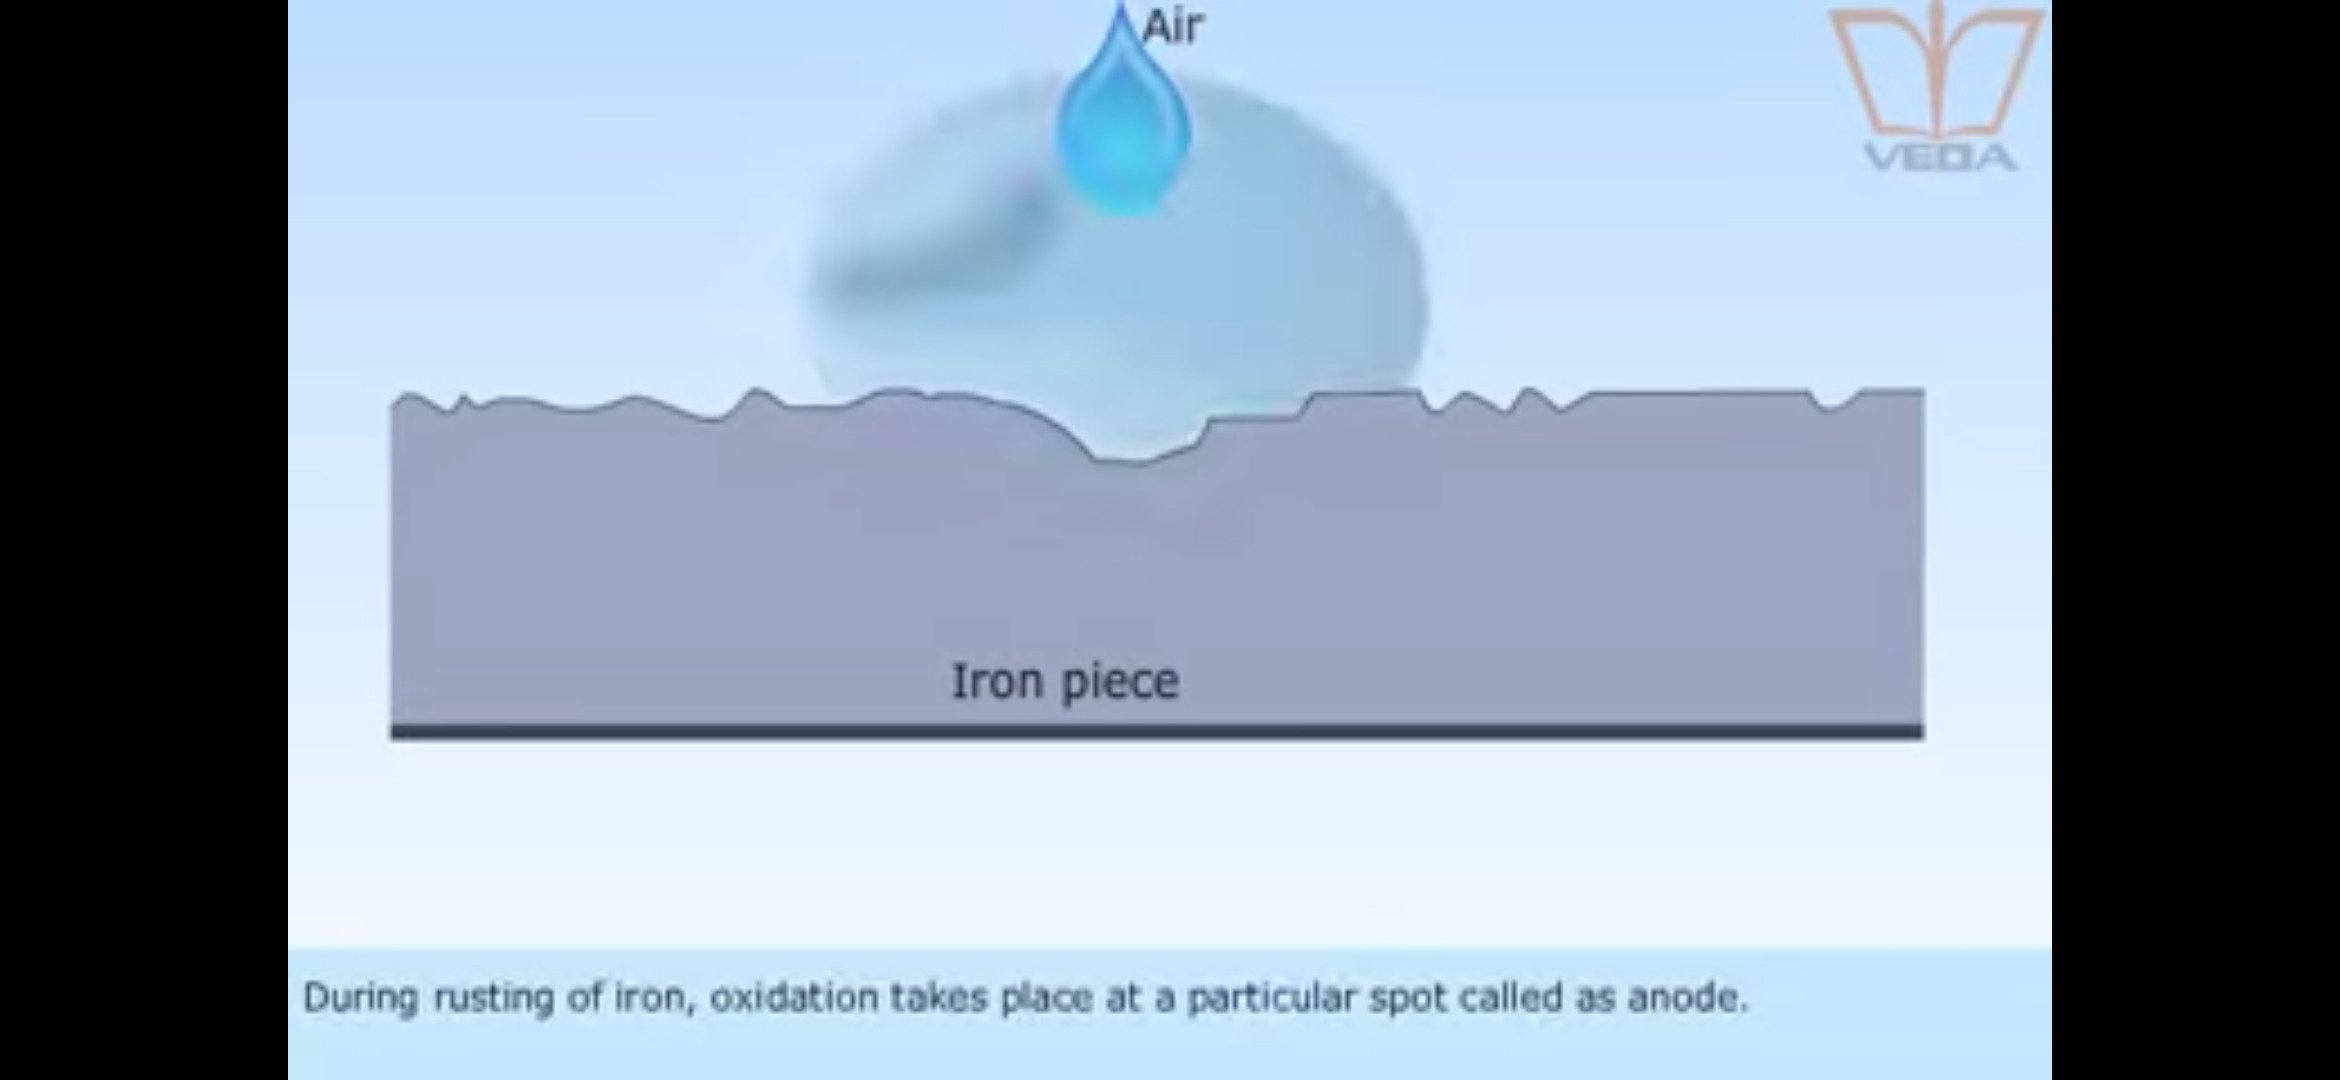 Air
VEDA
Iron piece
During rusting of iron, oxidation takes place at a particular spot called as anode.